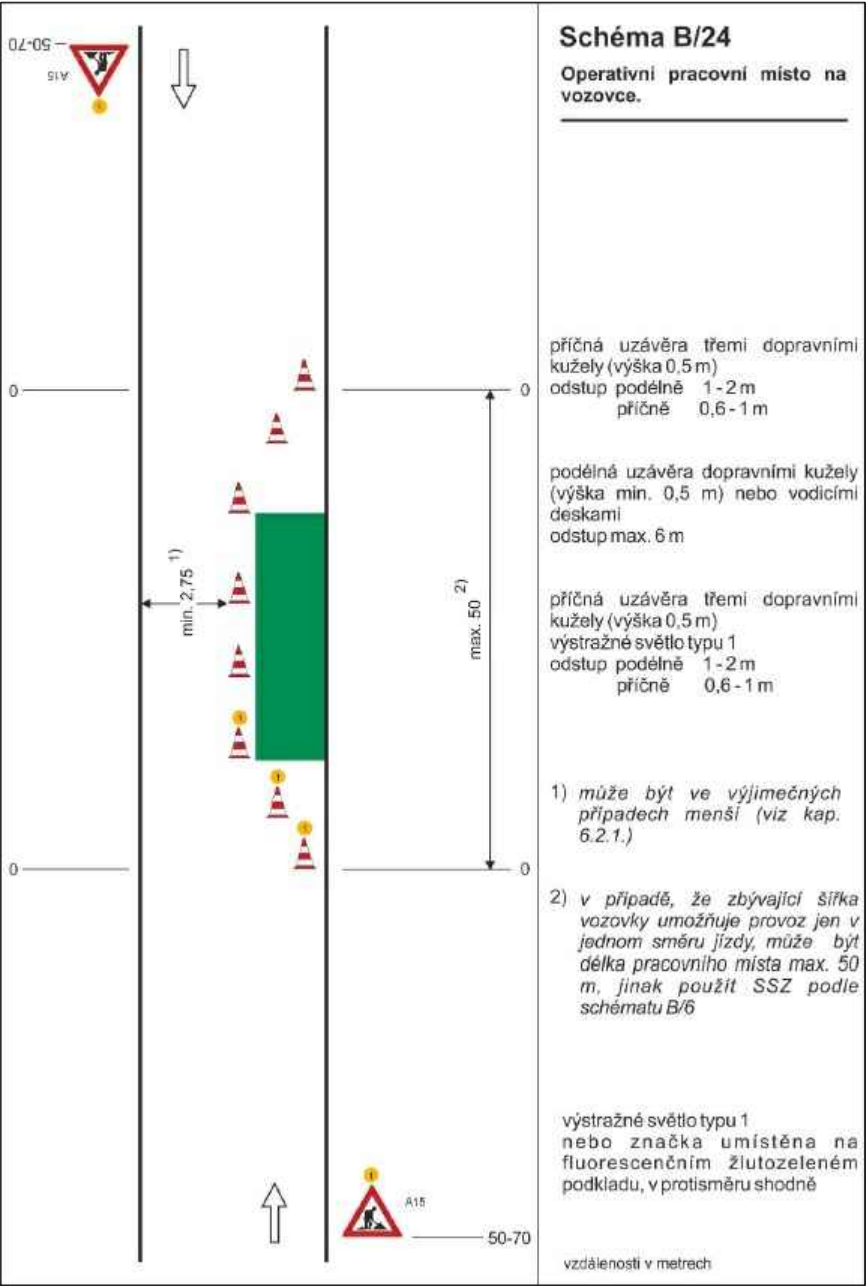 50-70
A15
1
0
0
1
1
1
0
0
min. 2,75 1)
max. 50 2)
1
A15
50-70
Schéma B/24
Operativní pracovní místo na
vozovce.
příčná uzávěra třemi dopravními
kužely (výška 0,5 m)
odstup podélně 1 - 2 m
příčně 0,6 - 1 m
podélná uzávěra dopravními kužely
(výška min. 0,5 m) nebo vodicími
deskami
odstup max. 6 m
příčná uzávěra třemi dopravními
kužely (výška 0,5 m)
výstražné světlo typu 1
odstup podélně 1 - 2 m
příčně 0,6 - 1 m
1) může být ve výjimečných
případech menší (viz kap.
6.2.1.)
2) v případě, že zbývající šířka
vozovky umožňuje provoz jen v
jednom směru jízdy, může být
délka pracovního místa max. 50
m, jinak použít SSZ podle
schématu B/6
výstražné světlo typu 1
nebo značka umístěna na
fluorescenčním žlutozeleném
podkladu, v protisměru shodně
vzdálenosti v metrech